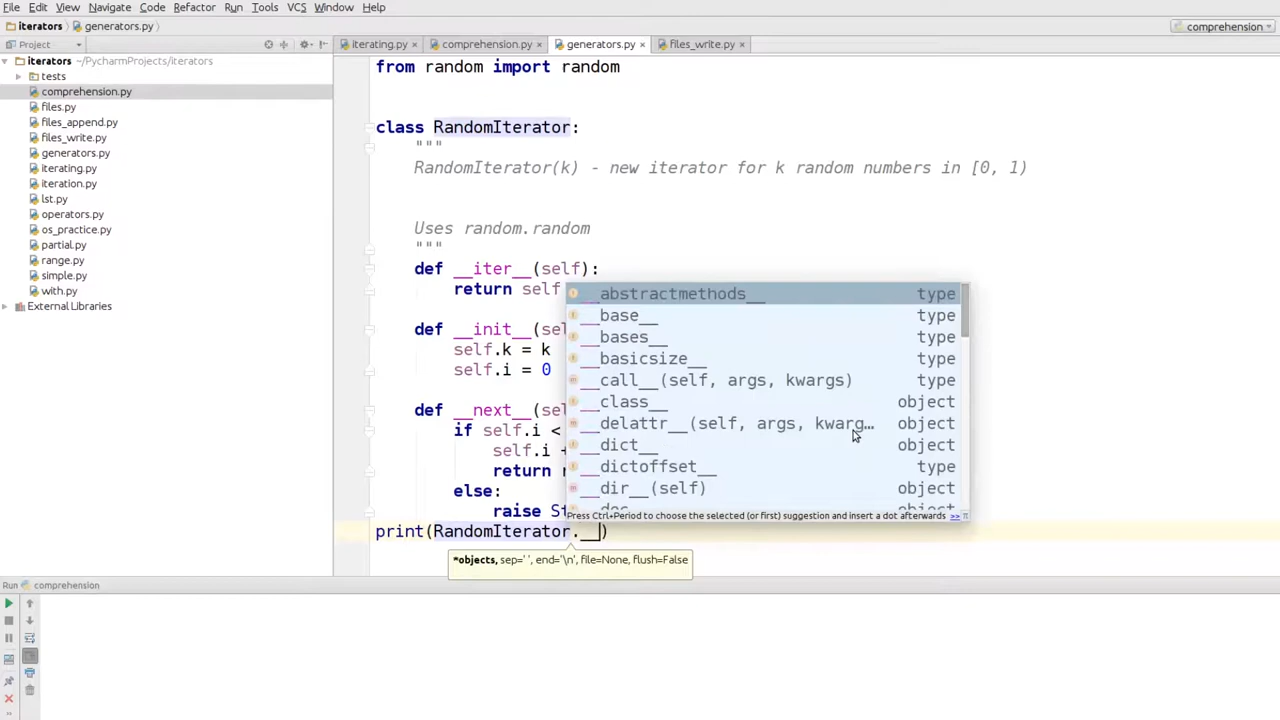 File Edit View Navigate Code Refactor Run Tools VCS Window Help
iterators generators.py comprehension
Project iterating.py comprehension.py generators.py files_write.py
iterators ~/PycharmProjects/iterators
tests
comprehension.py
files.py
files_append.py
files_write.py
generators.py
iterating.py
iteration.py
lst.py
operators.py
os_practice.py
partial.py
range.py
simple.py
with.py
External Libraries
from random import random
class RandomIterator:
"""
RandomIterator(k) - new iterator for k random numbers in [0, 1)
Uses random.random
"""
def __iter__(self):
return self
def __init__(se
self.k = k
self.i = 0
def __next__(se
if self.i <
self.i +
return r
else:
raise St
print(RandomIterator.__)
__abstractmethods__ type
__base__ type
__bases__ type
__basicsize__ type
__call__(self, args, kwargs) type
__class__ object
__delattr__(self, args, kwarg… object
__dict__ object
__dictoffset__ type
__dir__(self) object
Press Ctrl+Period to choose the selected (or first) suggestion and insert a dot afterwards >> π
*objects, sep=' ', end='\n', file=None, flush=False
Run comprehension